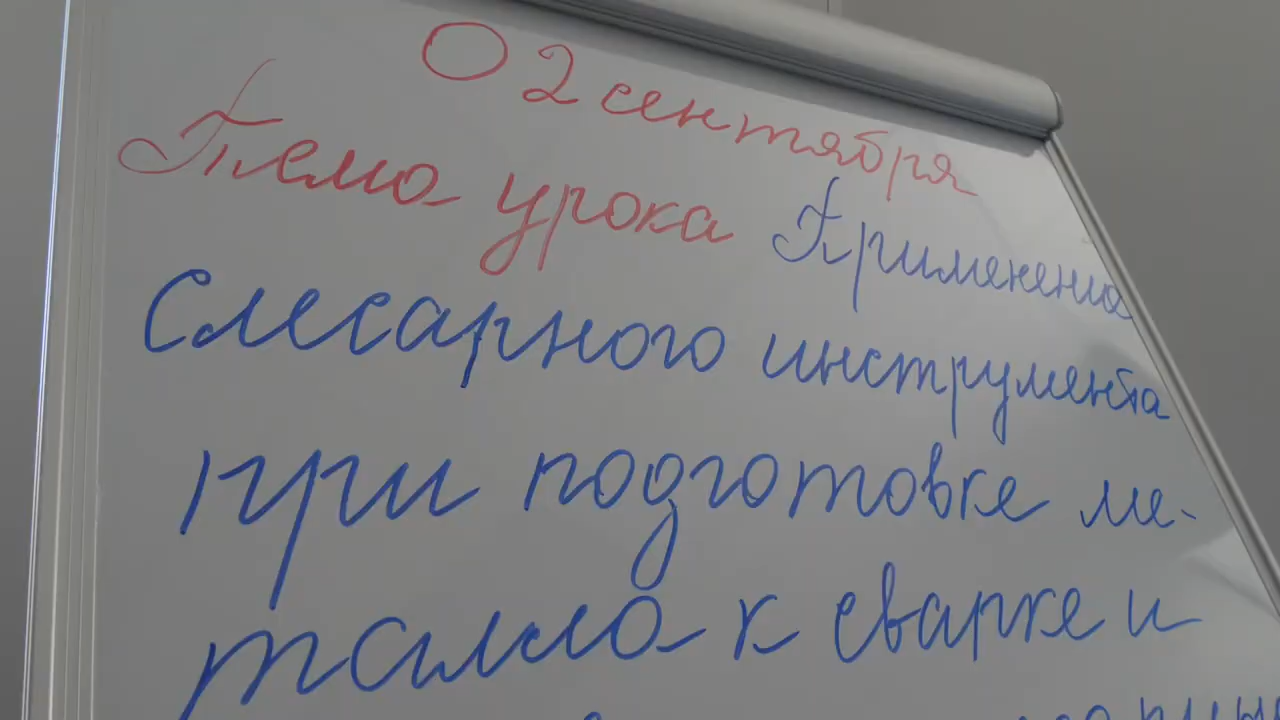 02 сентября
Тема урока Применение
слесарного инструмента
при подготовке ме-
талла к сварке и